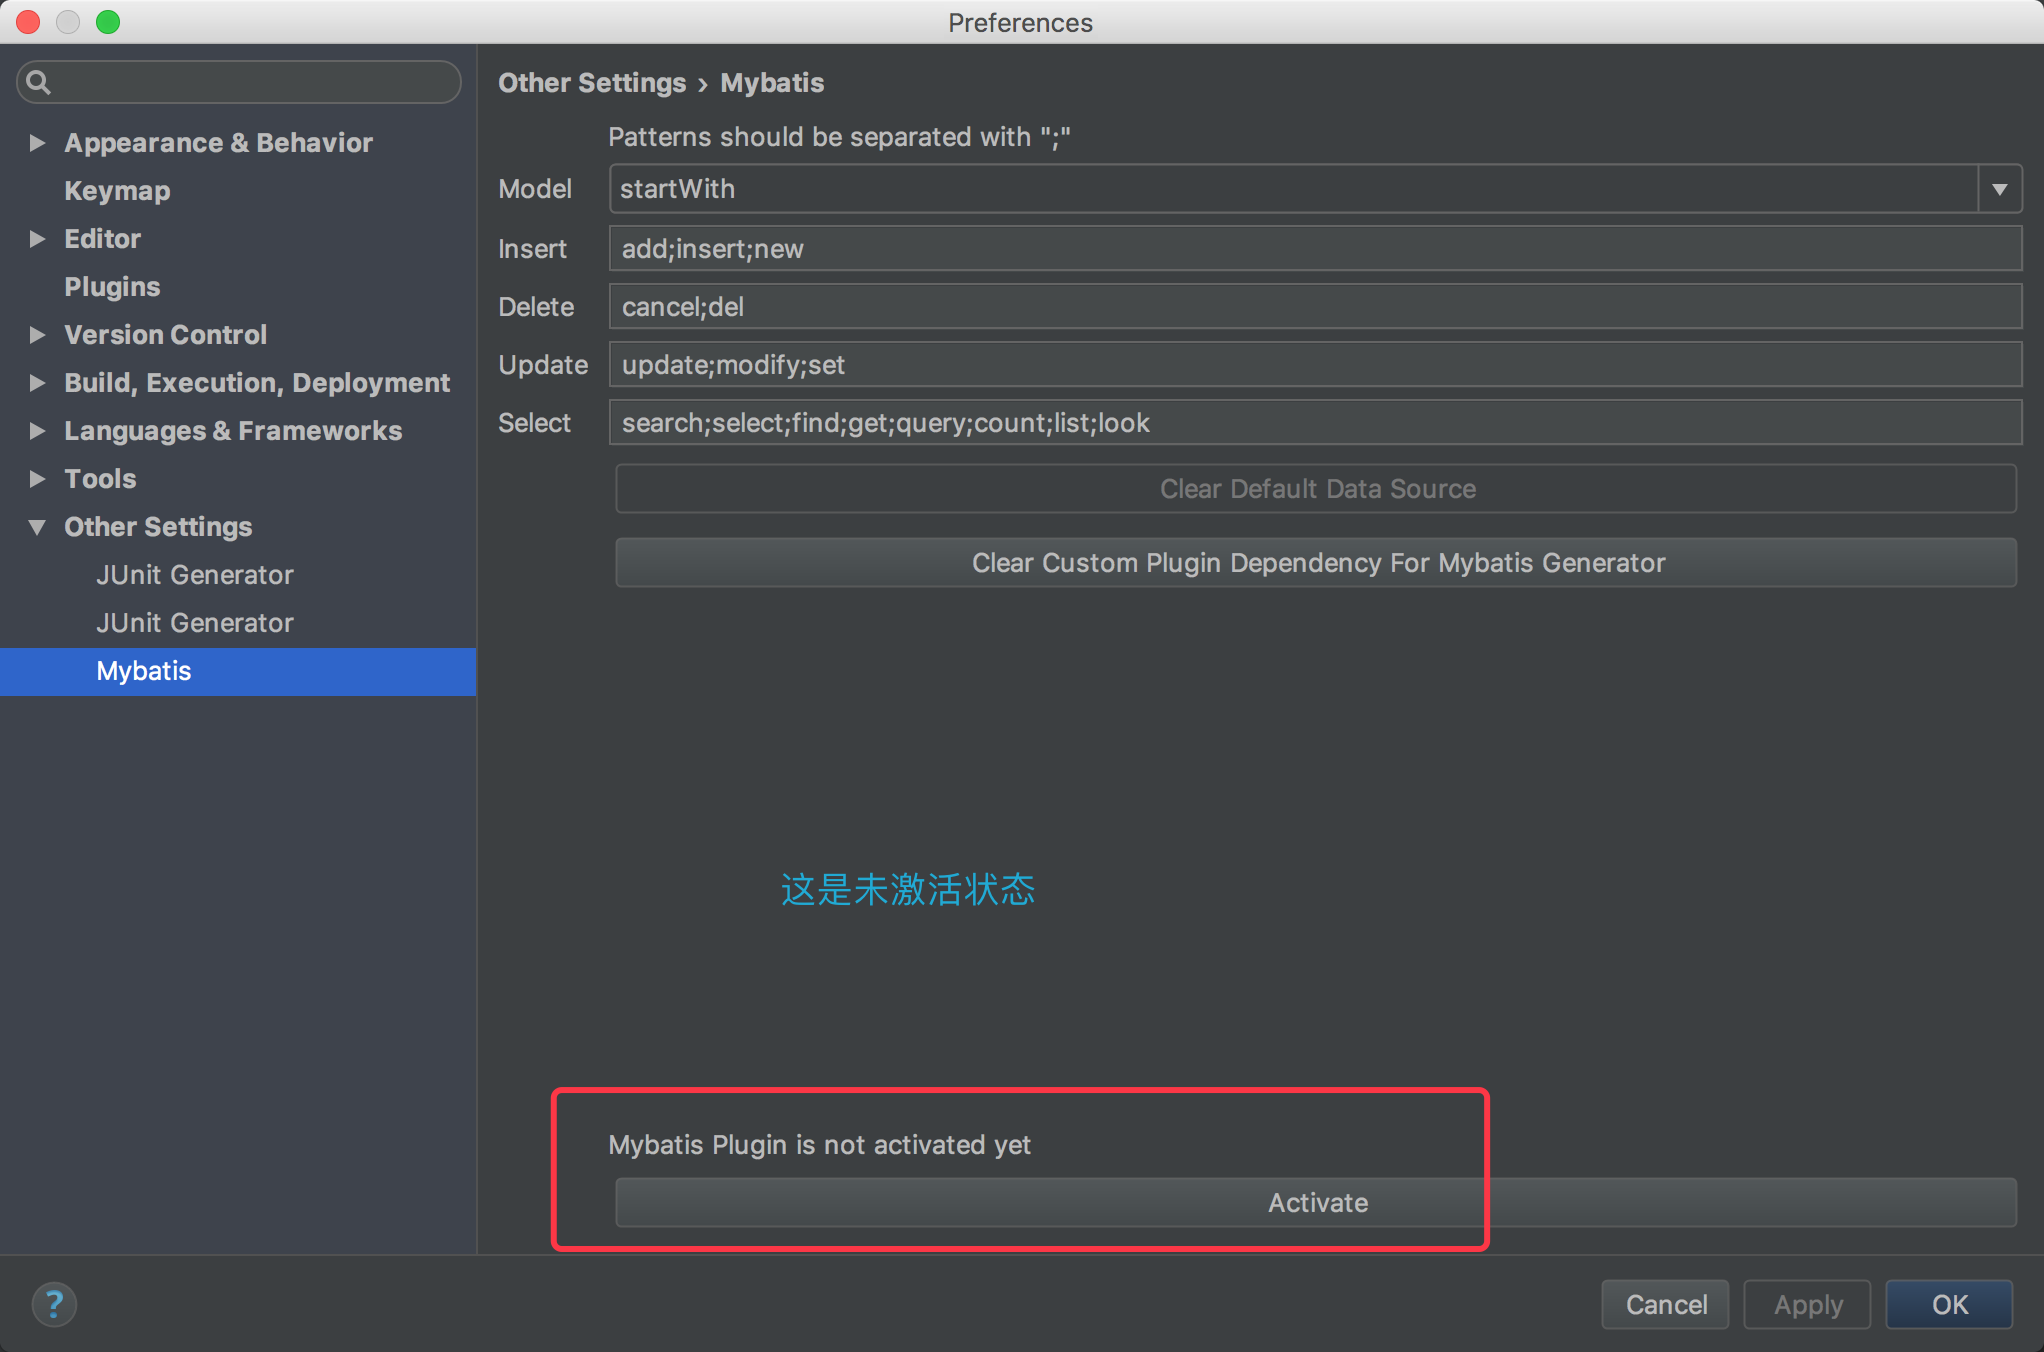 Preferences
Appearance & Behavior
Keymap
Editor
Plugins
Version Control
Build, Execution, Deployment
Languages & Frameworks
Tools
Other Settings
JUnit Generator
JUnit Generator
Mybatis
Other Settings › Mybatis
Patterns should be separated with ";"
Model startWith
Insert add;insert;new
Delete cancel;del
Update update;modify;set
Select search;select;find;get;query;count;list;look
Clear Default Data Source
Clear Custom Plugin Dependency For Mybatis Generator
这是未激活状态
Mybatis Plugin is not activated yet
Activate
?
Cancel Apply OK